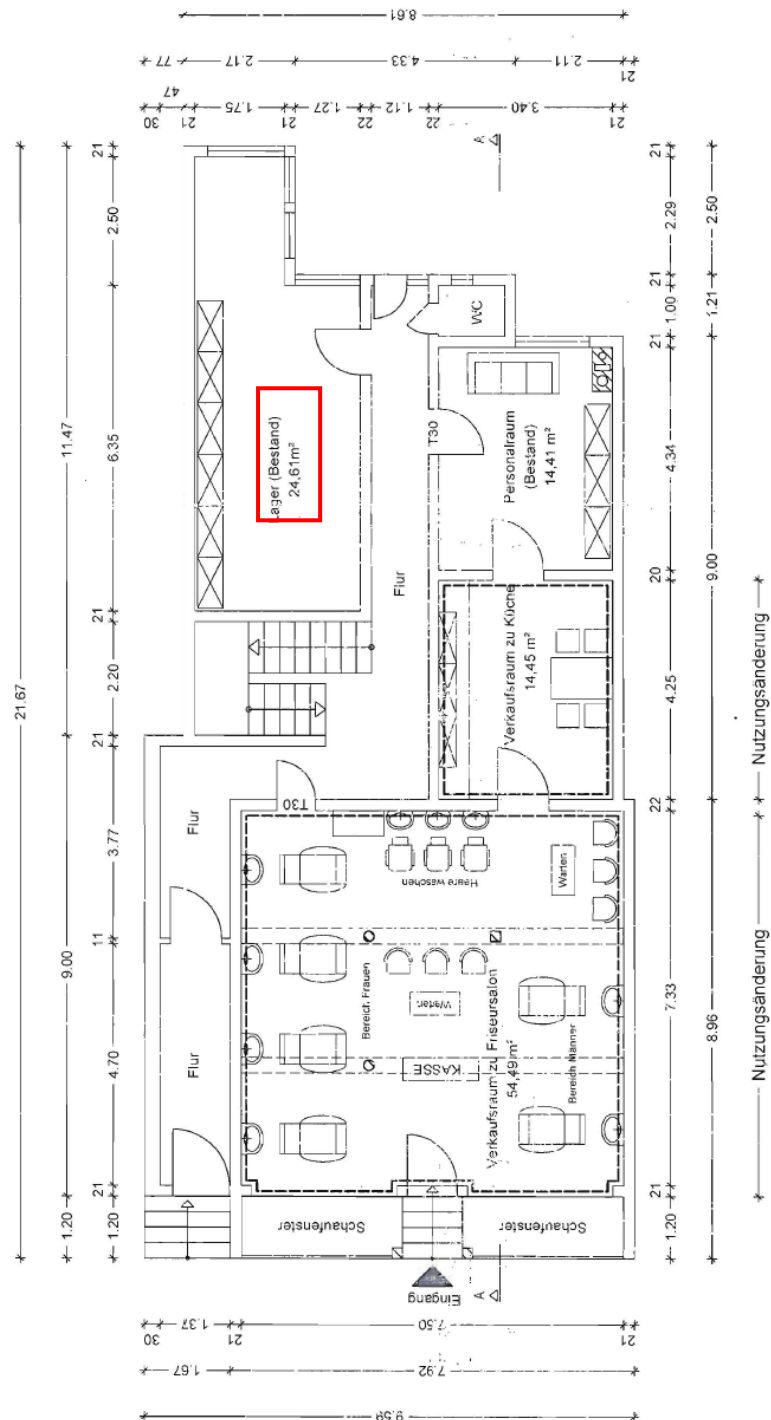 8.61
77
2.17
4.33
2.11
21
47
30
21
1.75
21
1.27
22
1.12
22
3.40
21
A
21.67
11.47
9.00
1.20
21
2.50
6.35
21
2.20
21
3.77
11
4.70
21
1.20
Lager (Bestand)
24,61m²
WC
T30
Personalraum
(Bestand)
14,41 m²
Flur
Verkaufsraum zu Küche
14,45 m²
Flur
T30
Haare waschen
Warten
Bereich Frauen
Warten
Flur
KASSE
Verkaufsraum zu Friseursalon
54,49 m²
Bereich Männer
Schaufenster
Schaufenster
Eingang
A
21
2.29
21
1.00
21
4.34
20
4.25
22
7.33
21
1.20
2.50
1.21
9.00
8.96
Nutzungsänderung
Nutzungsänderung
30
1.37
21
7.50
21
1.67
7.92
9.59